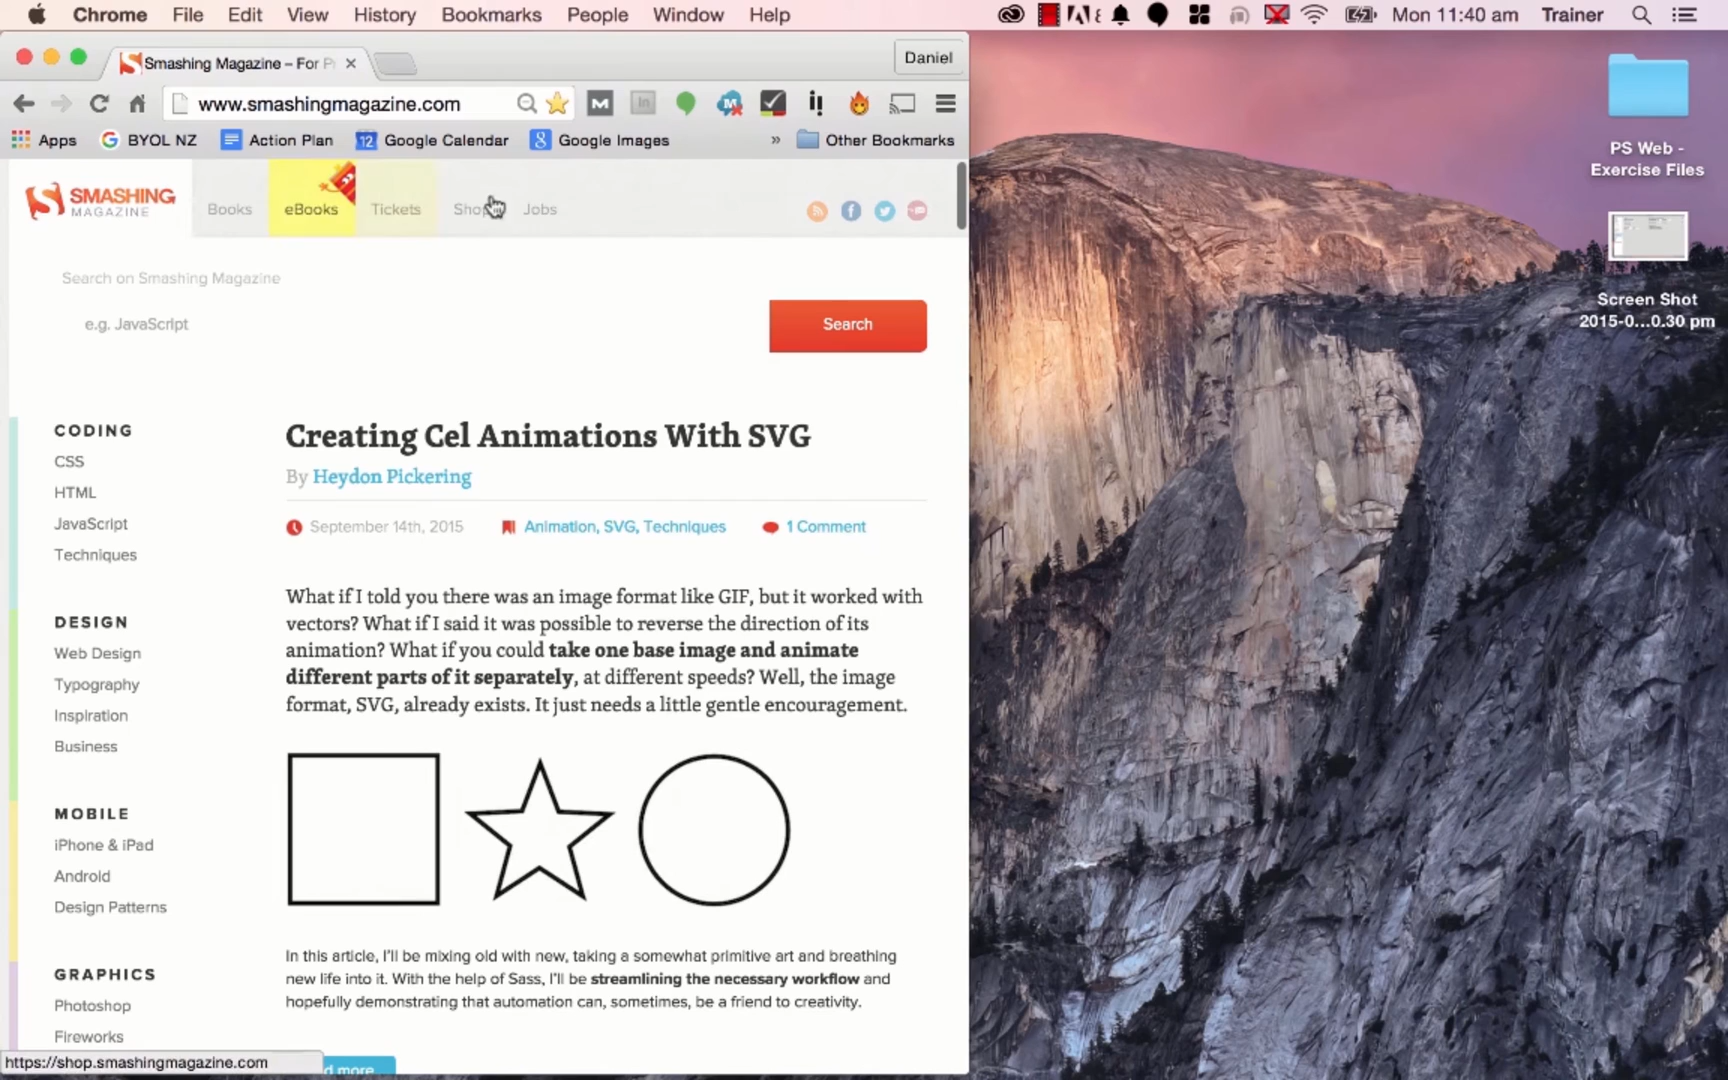 Chrome File Edit View History Bookmarks People Window Help Mon 11:40 am Trainer
Smashing Magazine – For P Daniel
www.smashingmagazine.com
Apps BYOL NZ Action Plan 12 Google Calendar Google Images » Other Bookmarks
SMASHING
MAGAZINE
Books eBooks Tickets Shop Jobs
Search on Smashing Magazine
e.g. JavaScript
Search
CODING
CSS
HTML
JavaScript
Techniques
DESIGN
Web Design
Typography
Inspiration
Business
MOBILE
iPhone & iPad
Android
Design Patterns
GRAPHICS
Photoshop
Fireworks
Creating Cel Animations With SVG
By Heydon Pickering
September 14th, 2015 Animation, SVG, Techniques 1 Comment
What if I told you there was an image format like GIF, but it worked with
vectors? What if I said it was possible to reverse the direction of its
animation? What if you could take one base image and animate
different parts of it separately, at different speeds? Well, the image
format, SVG, already exists. It just needs a little gentle encouragement.
In this article, I'll be mixing old with new, taking a somewhat primitive art and breathing
new life into it. With the help of Sass, I'll be streamlining the necessary workflow and
hopefully demonstrating that automation can, sometimes, be a friend to creativity.
d more
https://shop.smashingmagazine.com
PS Web -
Exercise Files
Screen Shot
2015-0...0.30 pm